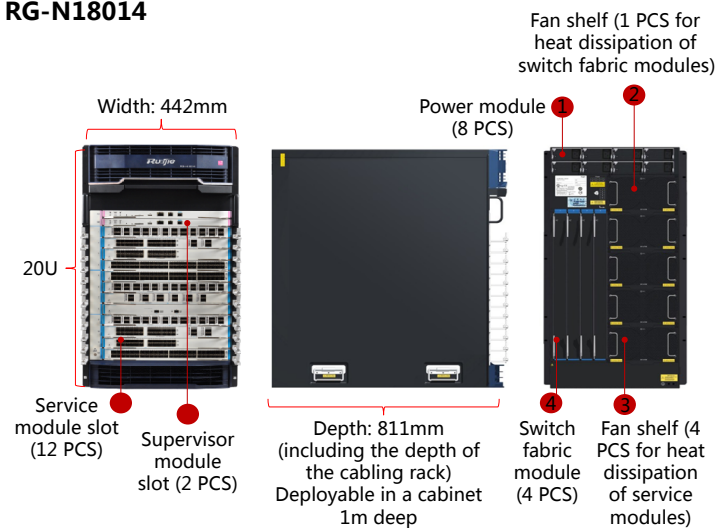 RG-N18014
Fan shelf (1 PCS for
heat dissipation of
switch fabric modules)
Width: 442mm
Power module
(8 PCS)
1
2
Ruijie
20U
Service
module slot
(12 PCS)
Supervisor
module
slot (2 PCS)
Depth: 811mm
(including the depth of
the cabling rack)
Deployable in a cabinet
1m deep
4
Switch
fabric
module
(4 PCS)
3
Fan shelf (4
PCS for heat
dissipation
of service
modules)